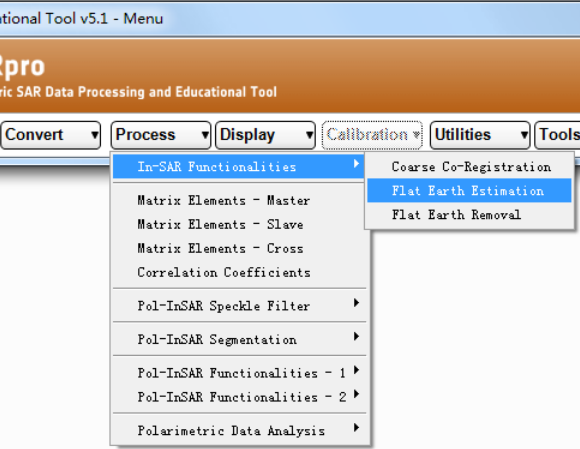 ational Tool v5.1 - Menu
Rpro
ric SAR Data Processing and Educational Tool
Convert Process Display Calibration Utilities Tools
In-SAR Functionalities
Coarse Co-Registration
Flat Earth Estimation
Flat Earth Removal
Matrix Elements - Master
Matrix Elements - Slave
Matrix Elements - Cross
Correlation Coefficients
Pol-InSAR Speckle Filter
Pol-InSAR Segmentation
Pol-InSAR Functionalities - 1
Pol-InSAR Functionalities - 2
Polarimetric Data Analysis